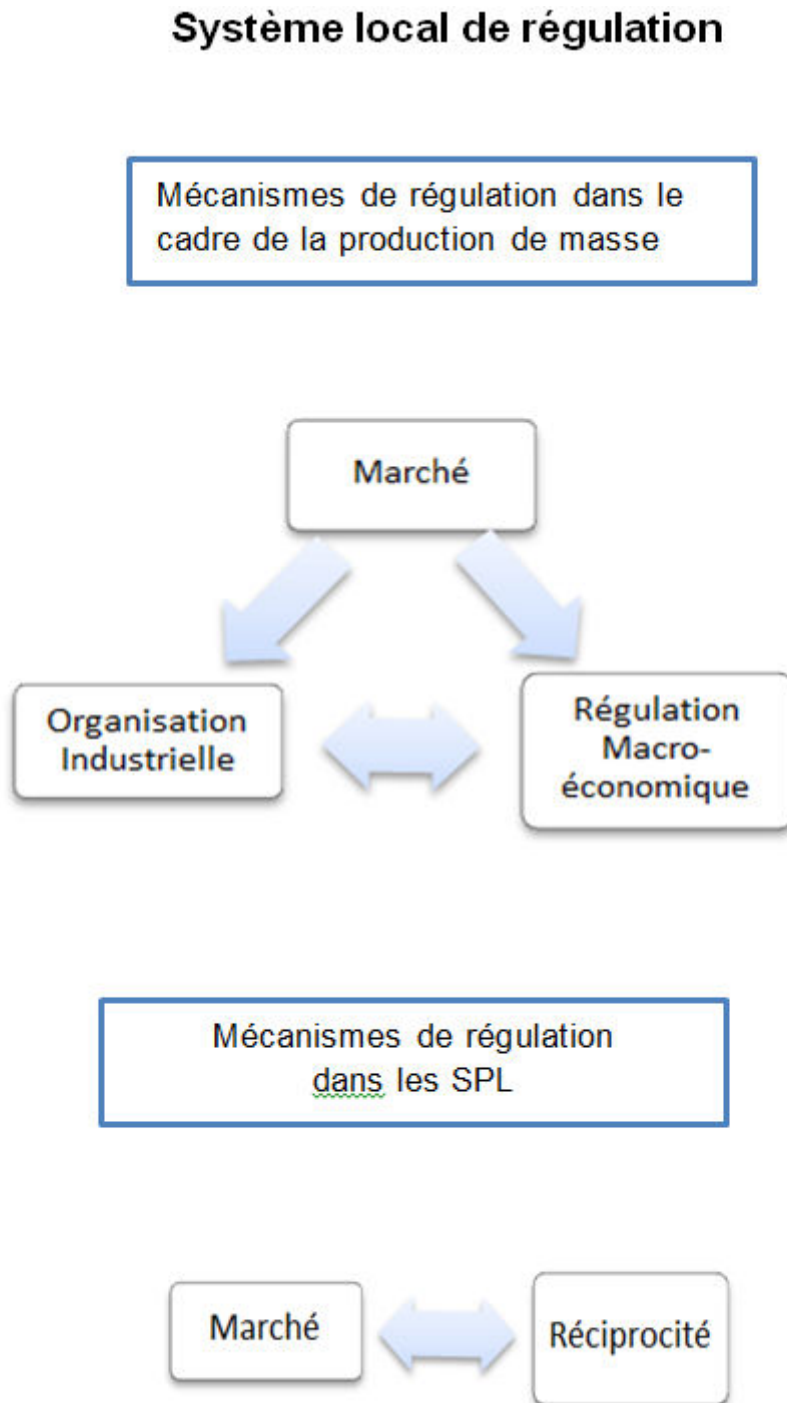 Système local de régulation
Mécanismes de régulation dans le
cadre de la production de masse
Marché
Organisation
Industrielle
Régulation
Macro-
économique
Mécanismes de régulation
dans les SPL
Marché
Réciprocité